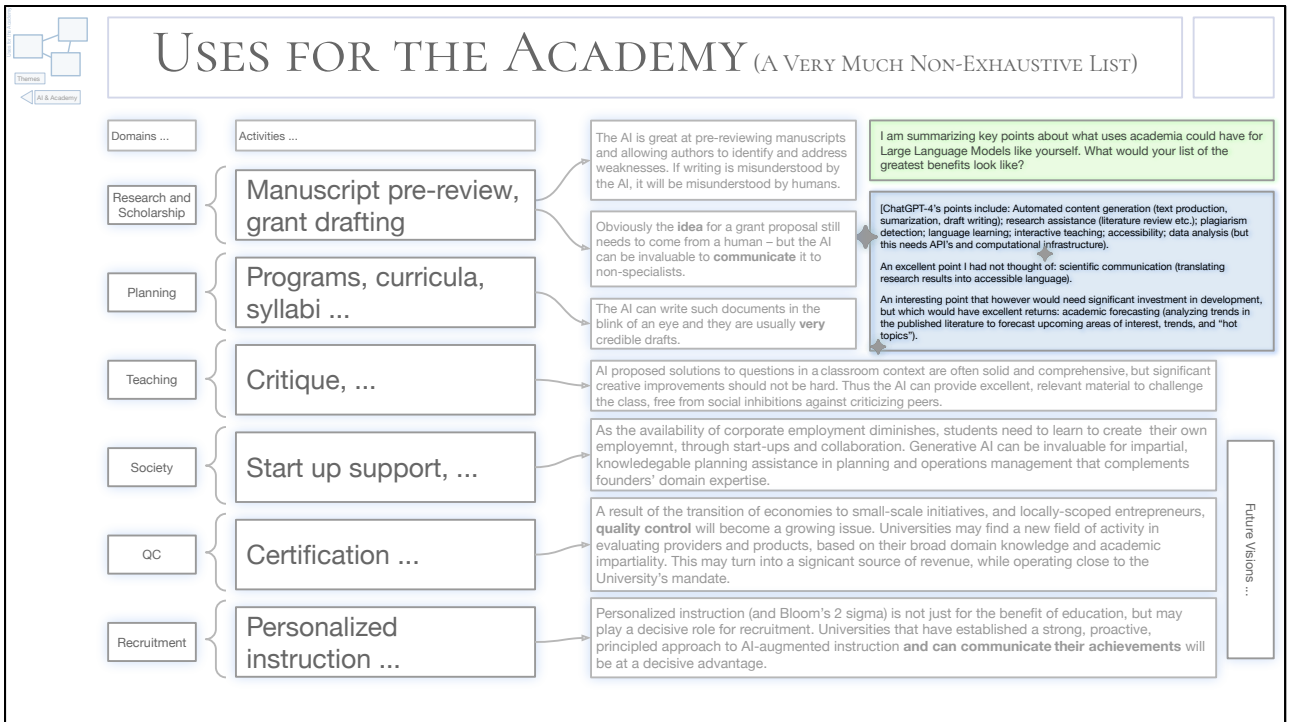 USES FOR THE ACADEMY (A VERY MUCH NON-EXHAUSTIVE LIST)
Themes
AI & Academy
Domains ...
Activities ...
Research and
Scholarship
Manuscript pre-review,
grant drafting
The AI is great at pre-reviewing manuscripts
and allowing authors to identify and address
weaknesses. If writing is misunderstood by
the AI, it will be misunderstood by humans.
Obviously the idea for a grant proposal still
needs to come from a human – but the AI
can be invaluable to communicate it to
non-specialists.
I am summarizing key points about what uses academia could have for
Large Language Models like yourself. What would your list of the
greatest benefits look like?
[ChatGPT-4's points include: Automated content generation (text production,
sumarization, draft writing); research assistance (literature review etc.); plagiarism
detection; language learning; interactive teaching; accessibility; data analysis (but
this needs API's and computational infrastructure).
An excellent point I had not thought of: scientific communication (translating
research results into accessible language).
An interesting point that however would need significant investment in development,
but which would have excellent returns: academic forecasting (analyzing trends in
the published literature to forecast upcoming areas of interest, trends, and "hot
topics").
Planning
Programs, curricula,
syllabi ...
The AI can write such documents in the
blink of an eye and they are usually very
credible drafts.
Teaching
Critique, ...
AI proposed solutions to questions in a classroom context are often solid and comprehensive, but significant
creative improvements should not be hard. Thus the AI can provide excellent, relevant material to challenge
the class, free from social inhibitions against criticizing peers.
Society
Start up support, ...
As the availability of corporate employment diminishes, students need to learn to create their own
employemnt, through start-ups and collaboration. Generative AI can be invaluable for impartial,
knowledegable planning assistance in planning and operations management that complements
founders' domain expertise.
QC
Certification ...
A result of the transition of economies to small-scale initiatives, and locally-scoped entrepreneurs,
quality control will become a growing issue. Universities may find a new field of activity in
evaluating providers and products, based on their broad domain knowledge and academic
impartiality. This may turn into a signicant source of revenue, while operating close to the
University's mandate.
Recruitment
Personalized
instruction ...
Personalized instruction (and Bloom's 2 sigma) is not just for the benefit of education, but may
play a decisive role for recruitment. Universities that have established a strong, proactive,
principled approach to AI-augmented instruction and can communicate their achievements will
be at a decisive advantage.
Future Visions ...